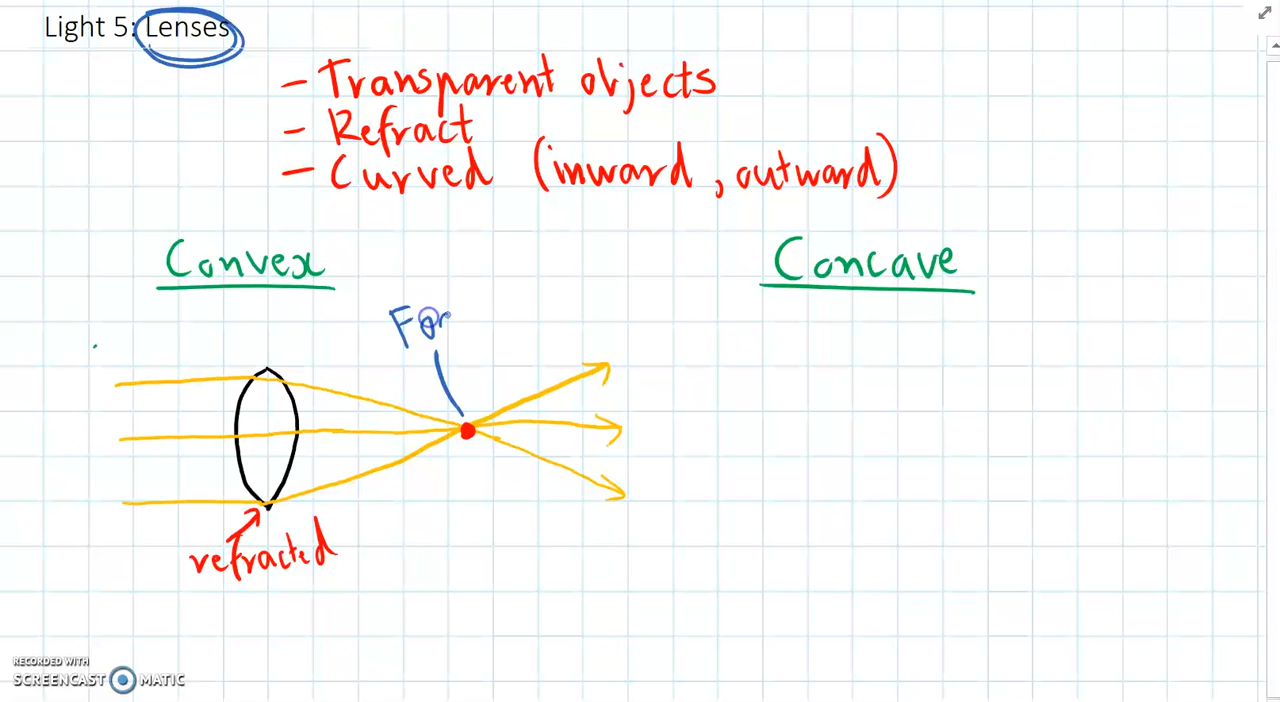 Light 5: Lenses
- Transparent objects
- Refract
- Curved (inward, outward)
Convex
Concave
refracted
RECORDED WITH
SCREENCAST MATIC